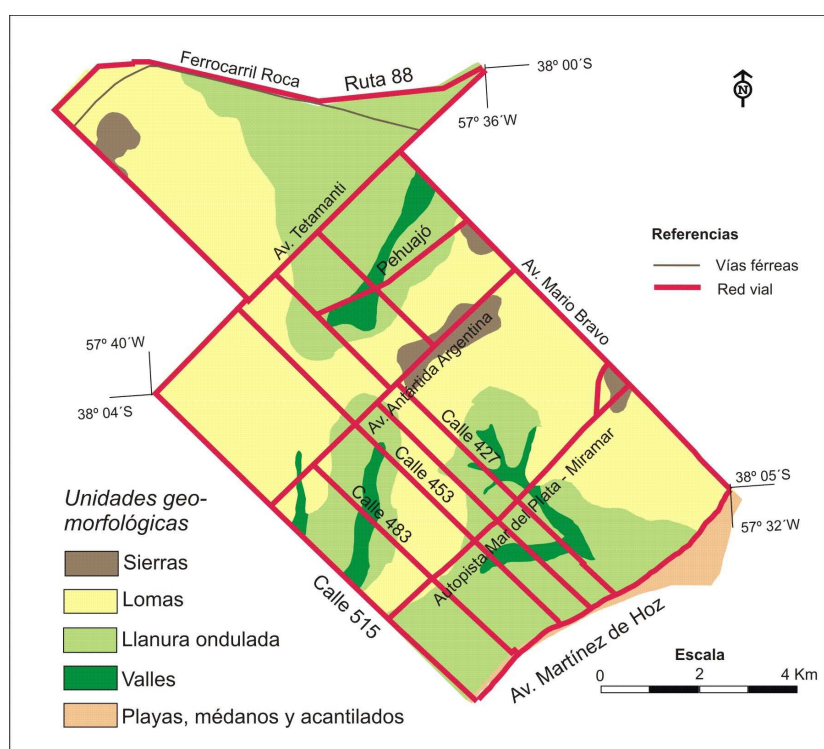 Ferrocarril Roca
Ruta 88
38º 00´S
57º 36´W
N
Av. Tetamanti
Pehuajó
Av. Mario Bravo
Referencias
Vías férreas
Red vial
57º 40´W
38º 04´S
Av. Antártida Argentina
Calle 427
Calle 453
Calle 483
Autopista Mar del Plata - Miramar
38º 05´S
57º 32´W
Calle 515
Av. Martínez de Hoz
Unidades geo-
morfológicas
Sierras
Lomas
Llanura ondulada
Valles
Playas, médanos y acantilados
Escala
0 2 4 Km